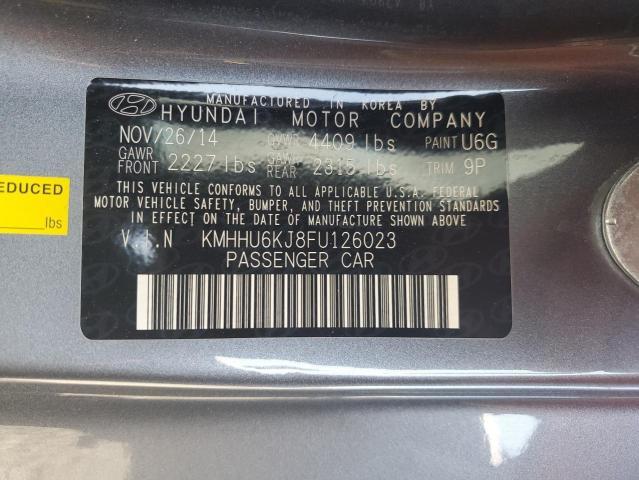 MANUFACTURED IN KOREA BY
HYUNDAI MOTOR COMPANY
NOV/26/14 GVWR 4409 lbs PAINT U6G
GAWR FRONT 2227 lbs GAWR REAR 2315 lbs TRIM 9P
THIS VEHICLE CONFORMS TO ALL APPLICABLE U.S.A. FEDERAL
MOTOR VEHICLE SAFETY, BUMPER, AND THEFT PREVENTION STANDARDS
IN EFFECT ON THE DATE OF MANUFACTURE SHOWN ABOVE
V.I.N KMHHU6KJ8FU126023
PASSENGER CAR
REDUCED
lbs